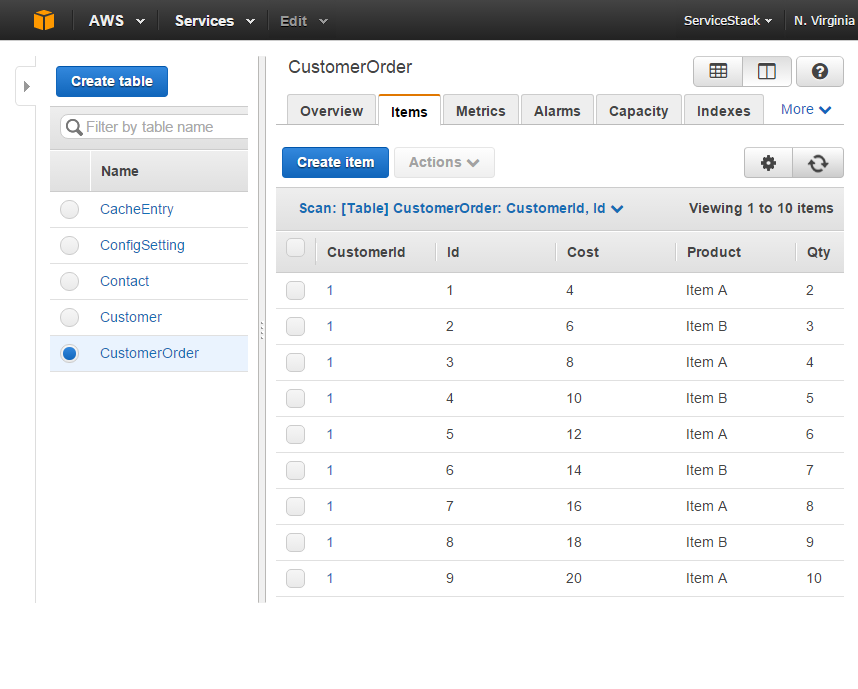 AWS Services Edit ServiceStack N. Virginia
Create table
Filter by table name
Name
CacheEntry
ConfigSetting
Contact
Customer
CustomerOrder
CustomerOrder
?
Overview Items Metrics Alarms Capacity Indexes More
Create item Actions
Scan: [Table] CustomerOrder: CustomerId, Id Viewing 1 to 10 items
CustomerId Id Cost Product Qty
1 1 4 Item A 2
1 2 6 Item B 3
1 3 8 Item A 4
1 4 10 Item B 5
1 5 12 Item A 6
1 6 14 Item B 7
1 7 16 Item A 8
1 8 18 Item B 9
1 9 20 Item A 10